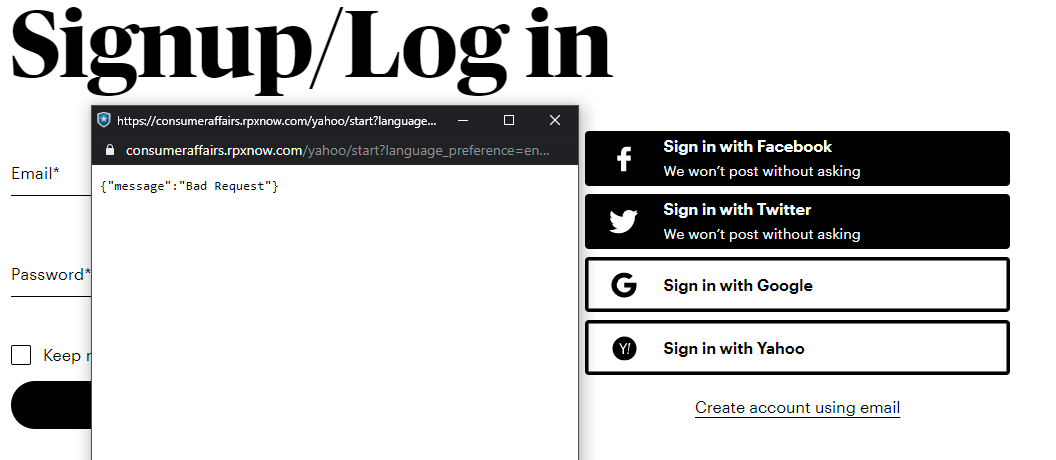 Signup/Log in
https://consumeraffairs.rpxnow.com/yahoo/start?language...
consumeraffairs.rpxnow.com/yahoo/start?language_preference=en...
{"message":"Bad Request"}
Email*
Password*
Keep r
Sign in with Facebook
We won’t post without asking
Sign in with Twitter
We won’t post without asking
G
Sign in with Google
Y!
Sign in with Yahoo
Create account using email